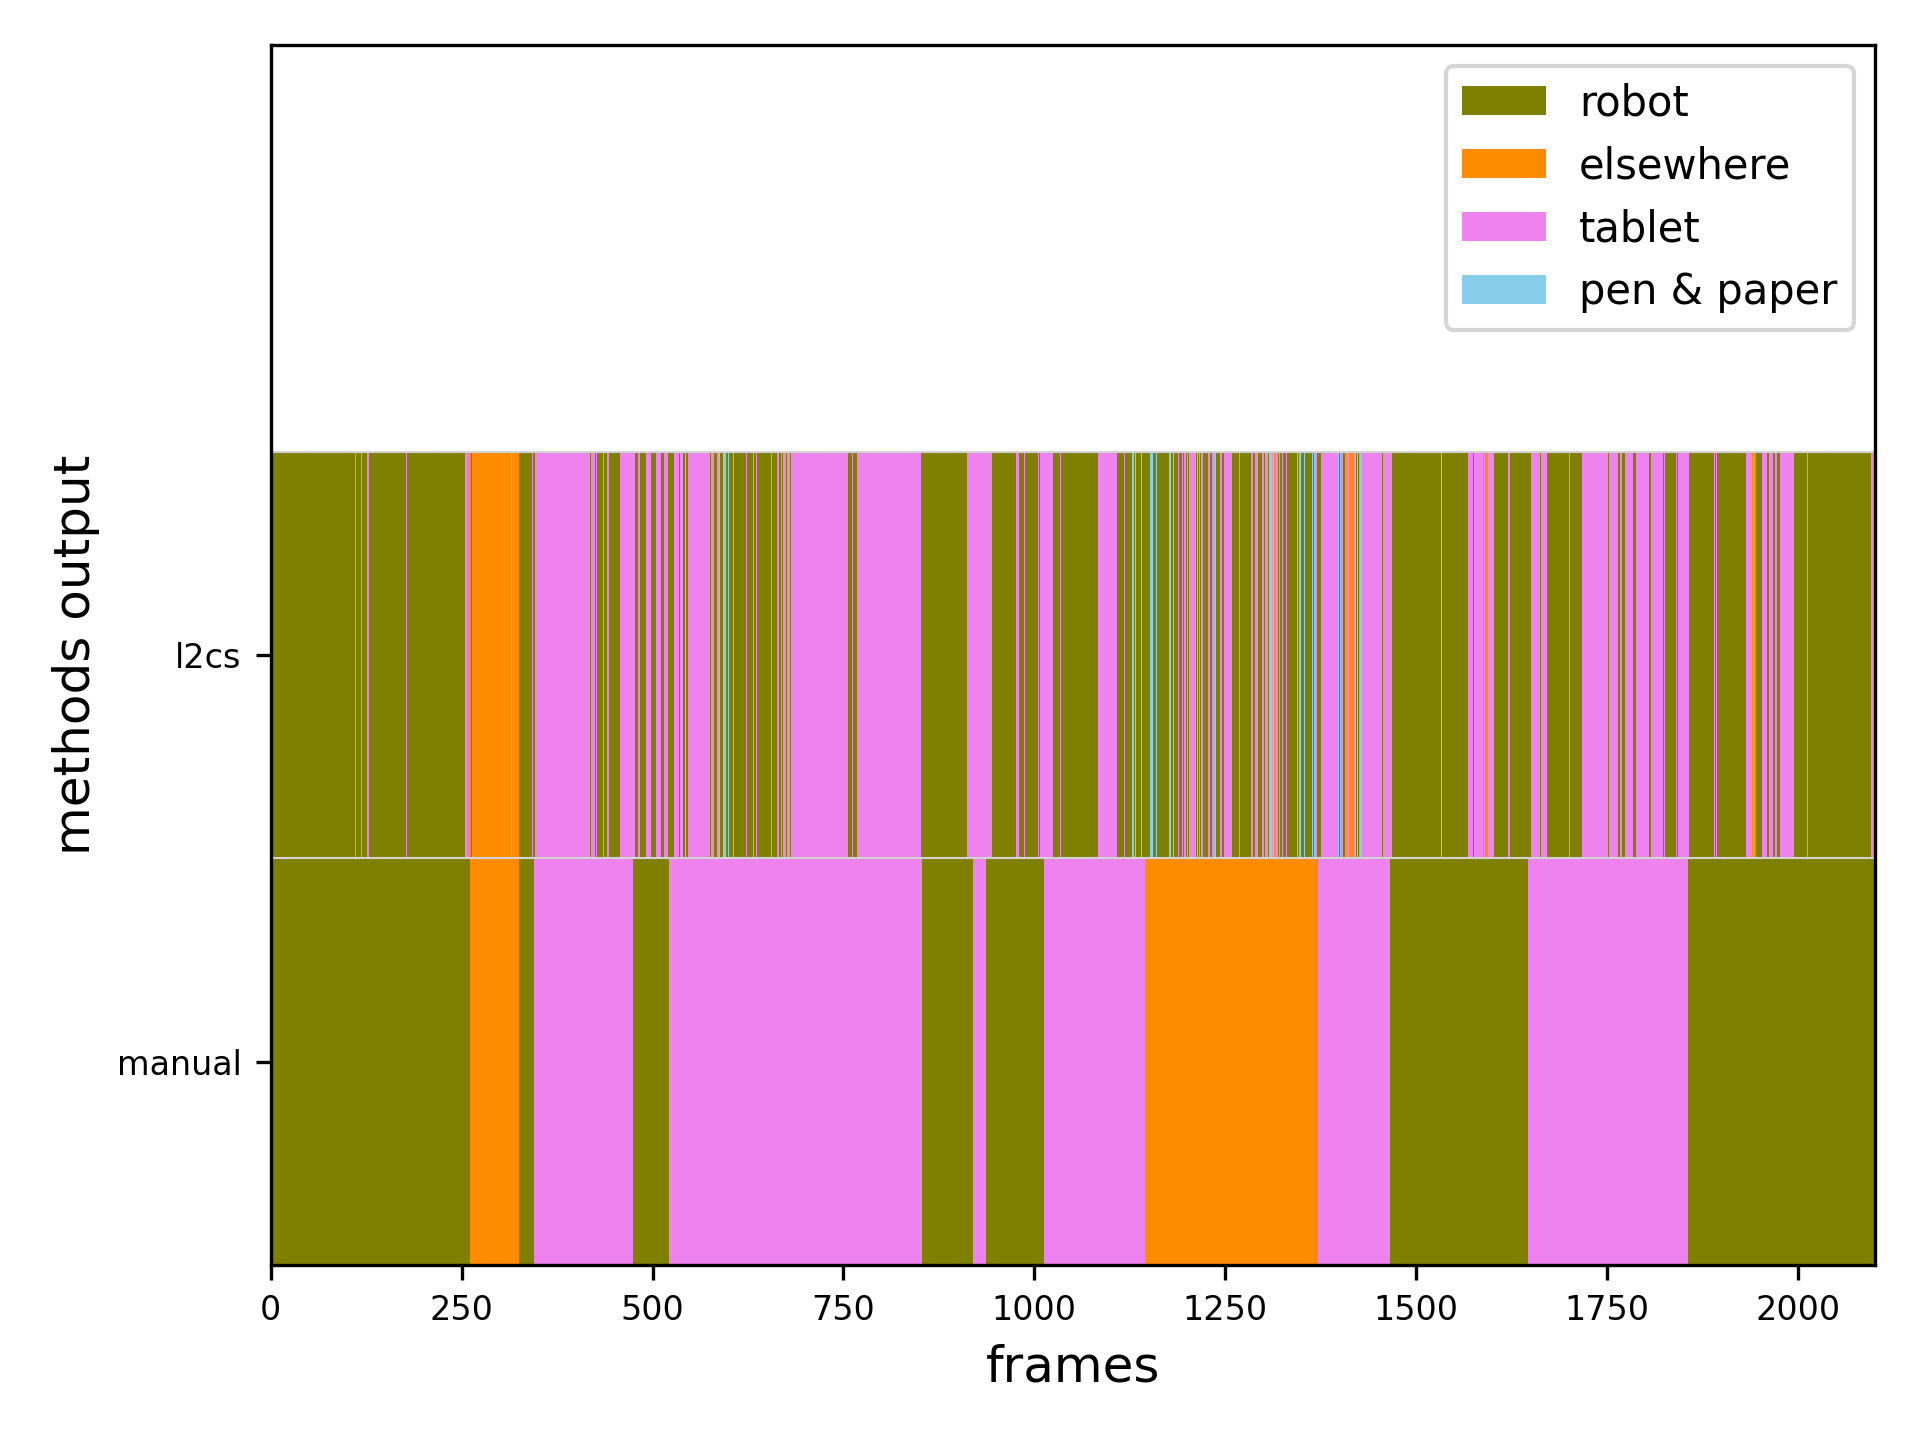 robot
elsewhere
tablet
pen & paper
methods output
l2cs
manual
0 250 500 750 1000 1250 1500 1750 2000
frames